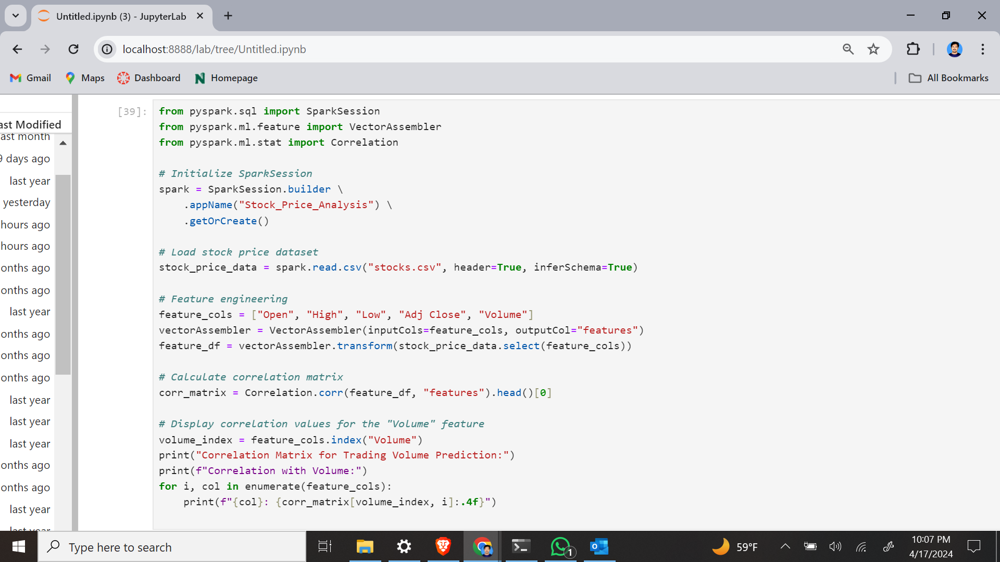 Untitled.ipynb (3) - JupyterLab
localhost:8888/lab/tree/Untitled.ipynb
Gmail Maps Dashboard Homepage All Bookmarks
ast Modified
ast month
9 days ago
last year
yesterday
hours ago
hours ago
onths ago
onths ago
last year
onths ago
onths ago
onths ago
last year
last year
last year
onths ago
onths ago
last year
last year
[39]:
from pyspark.sql import SparkSession
from pyspark.ml.feature import VectorAssembler
from pyspark.ml.stat import Correlation
# Initialize SparkSession
spark = SparkSession.builder \
    .appName("Stock_Price_Analysis") \
    .getOrCreate()
# Load stock price dataset
stock_price_data = spark.read.csv("stocks.csv", header=True, inferSchema=True)
# Feature engineering
feature_cols = ["Open", "High", "Low", "Adj Close", "Volume"]
vectorAssembler = VectorAssembler(inputCols=feature_cols, outputCol="features")
feature_df = vectorAssembler.transform(stock_price_data.select(feature_cols))
# Calculate correlation matrix
corr_matrix = Correlation.corr(feature_df, "features").head()[0]
# Display correlation values for the "Volume" feature
volume_index = feature_cols.index("Volume")
print("Correlation Matrix for Trading Volume Prediction:")
print(f"Correlation with Volume:")
for i, col in enumerate(feature_cols):
    print(f"{col}: {corr_matrix[volume_index, i]:.4f}")
Type here to search
1
59°F
10:07 PM
4/17/2024